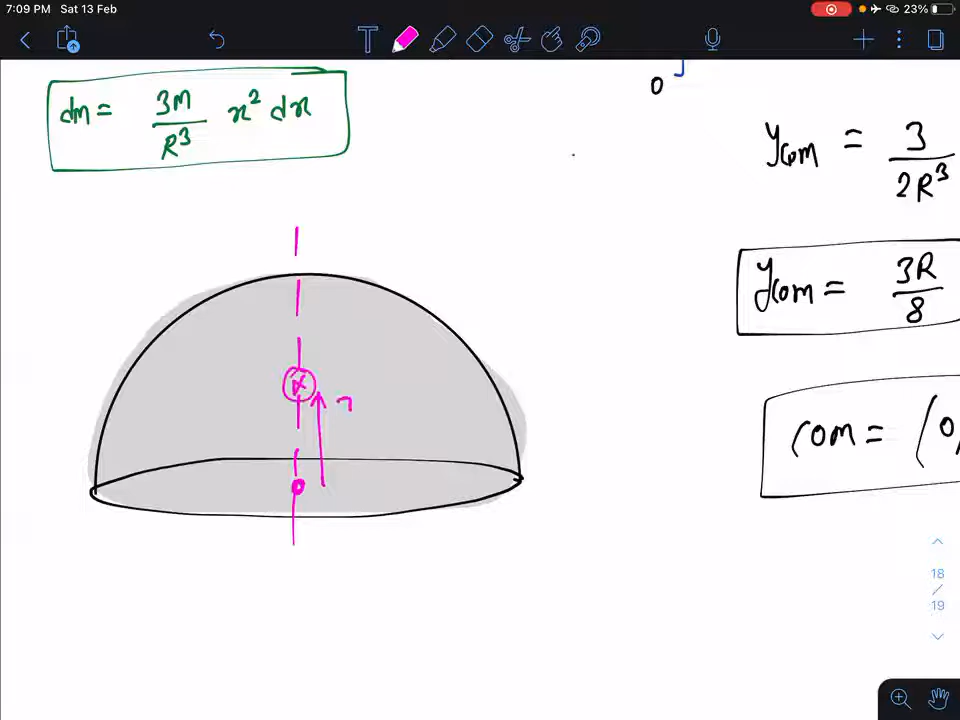 7:09 PM Sat 13 Feb
23%
T
dm = 3M / R³ x² dx
0
ycom = 3 / 2R³
ycom = 3R / 8
COM = (0,
18
/
19